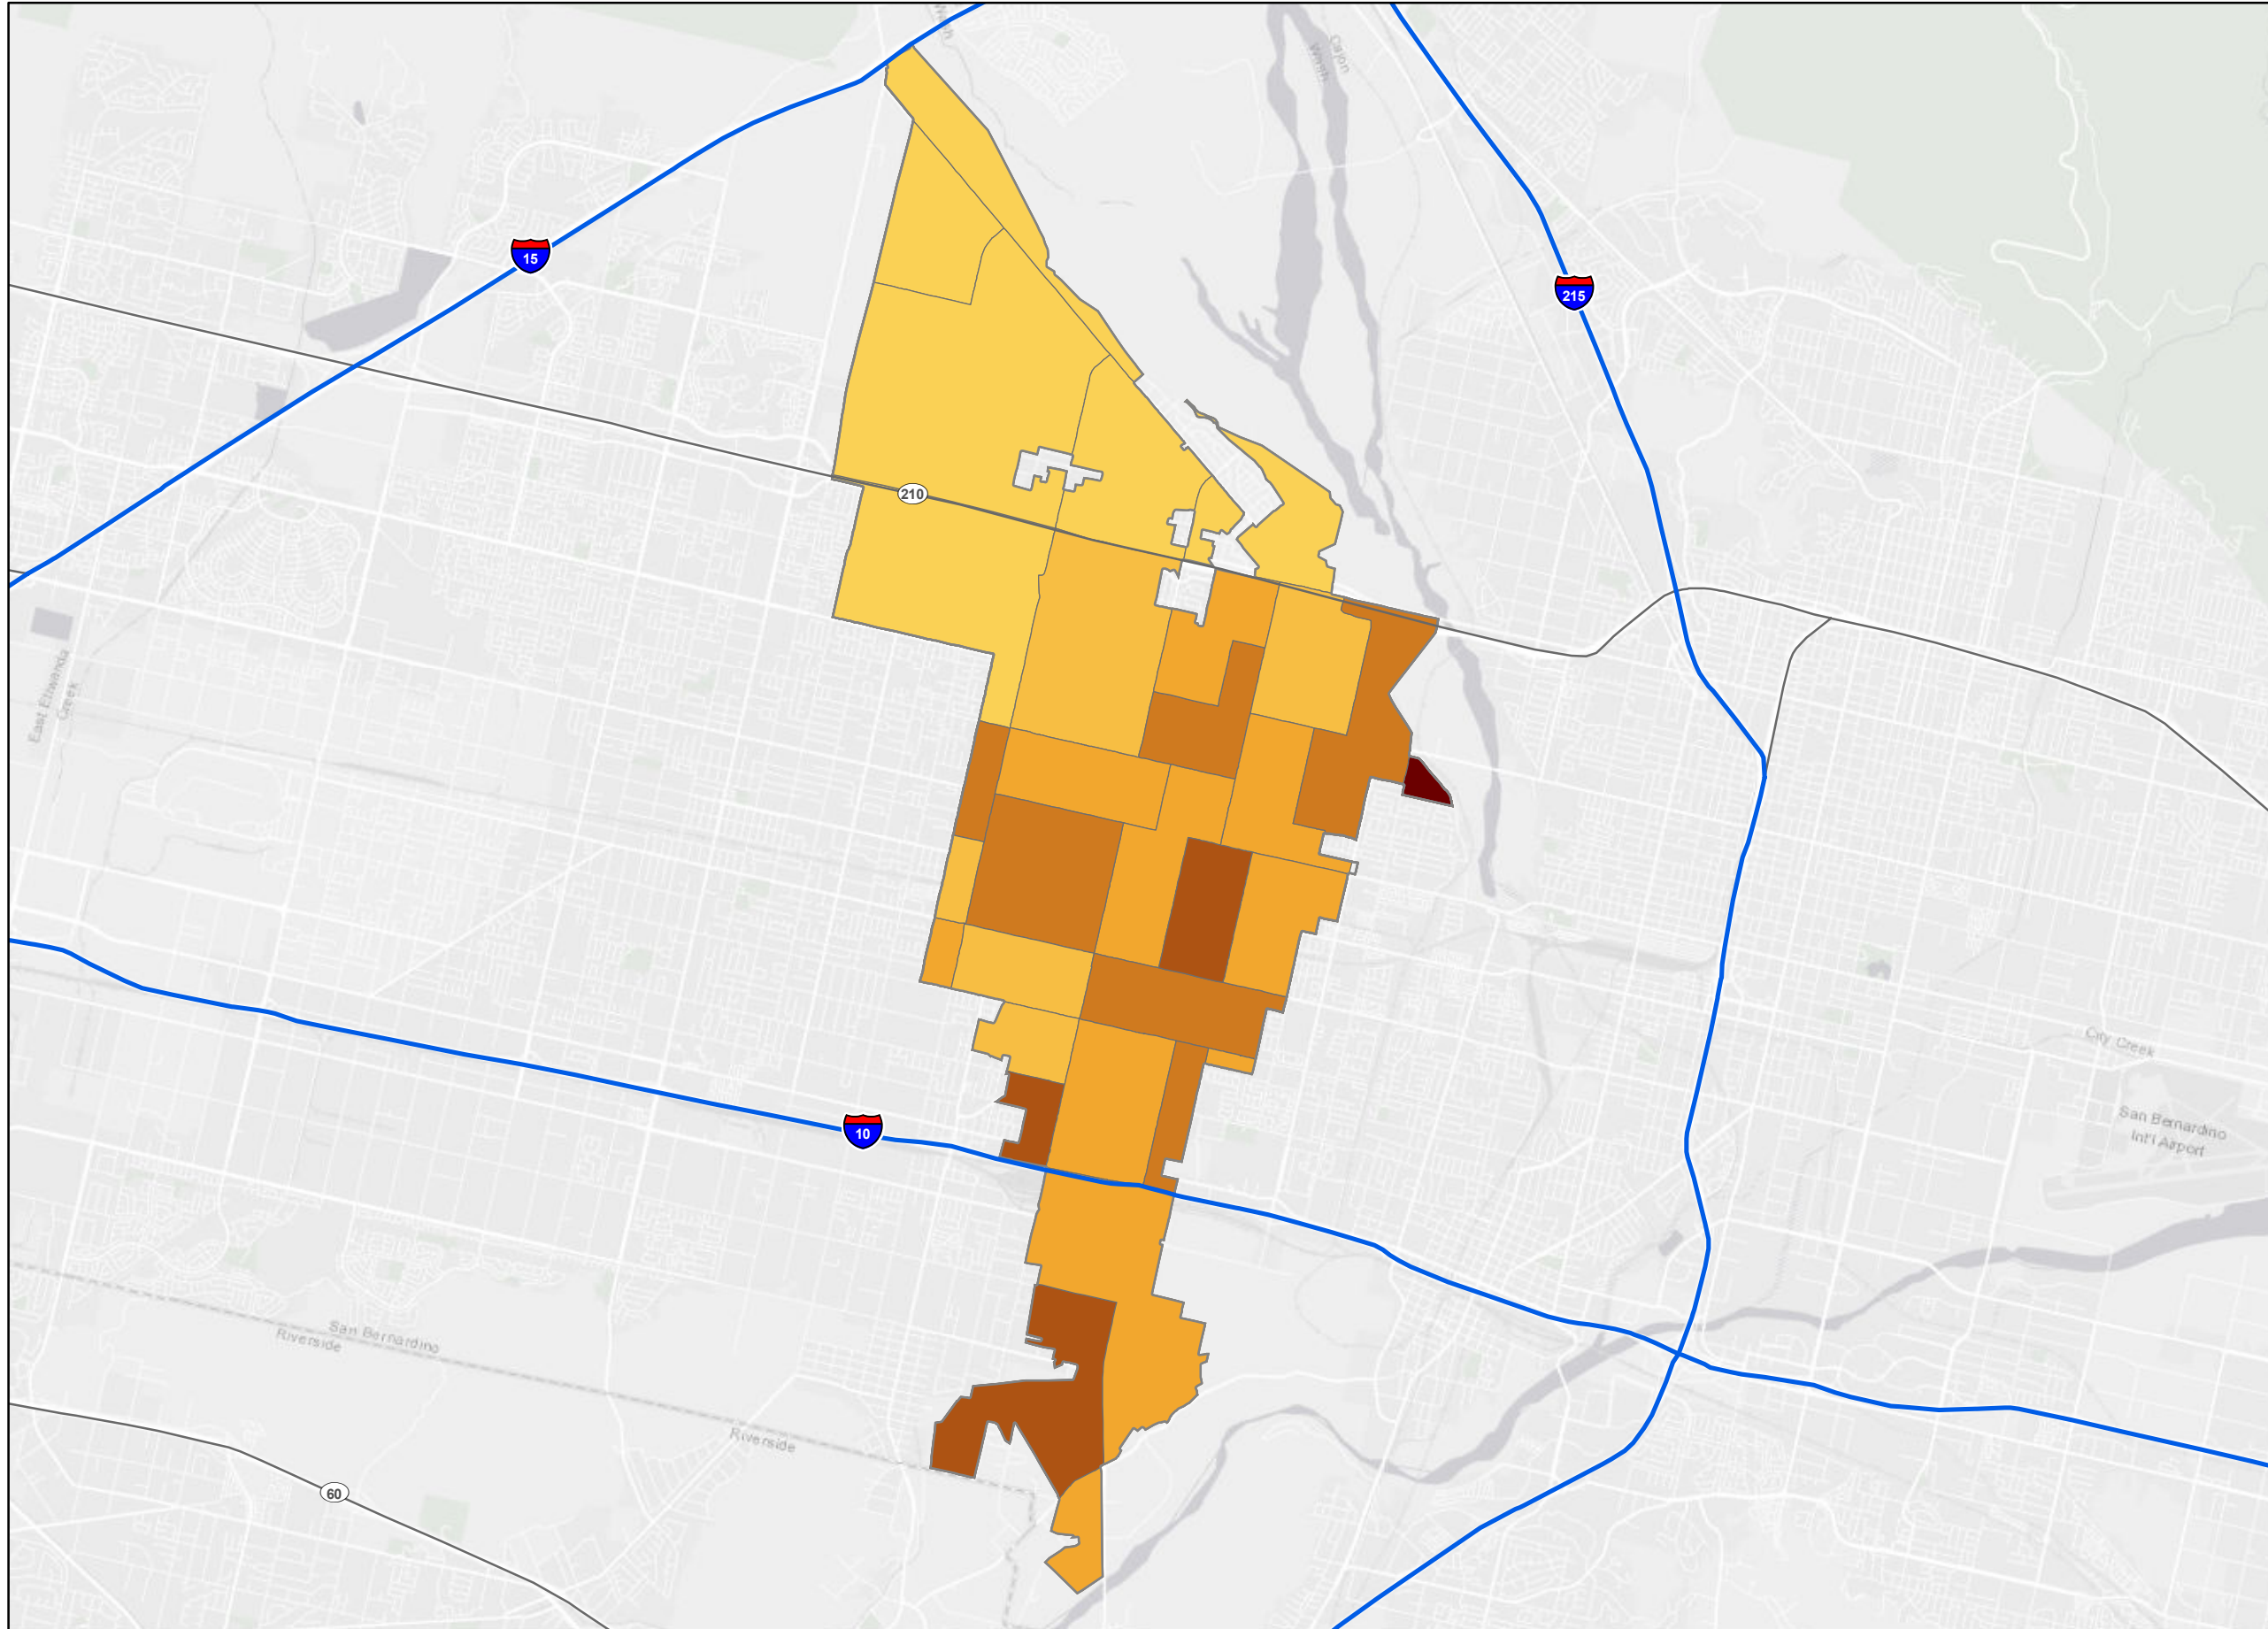 Wash
Cajon
Wash
15
215
210
East Etiwanda
Creek
City Creek
San Bernardino
Int'l Airport
10
San Bernardino
Riverside
Riverside
60